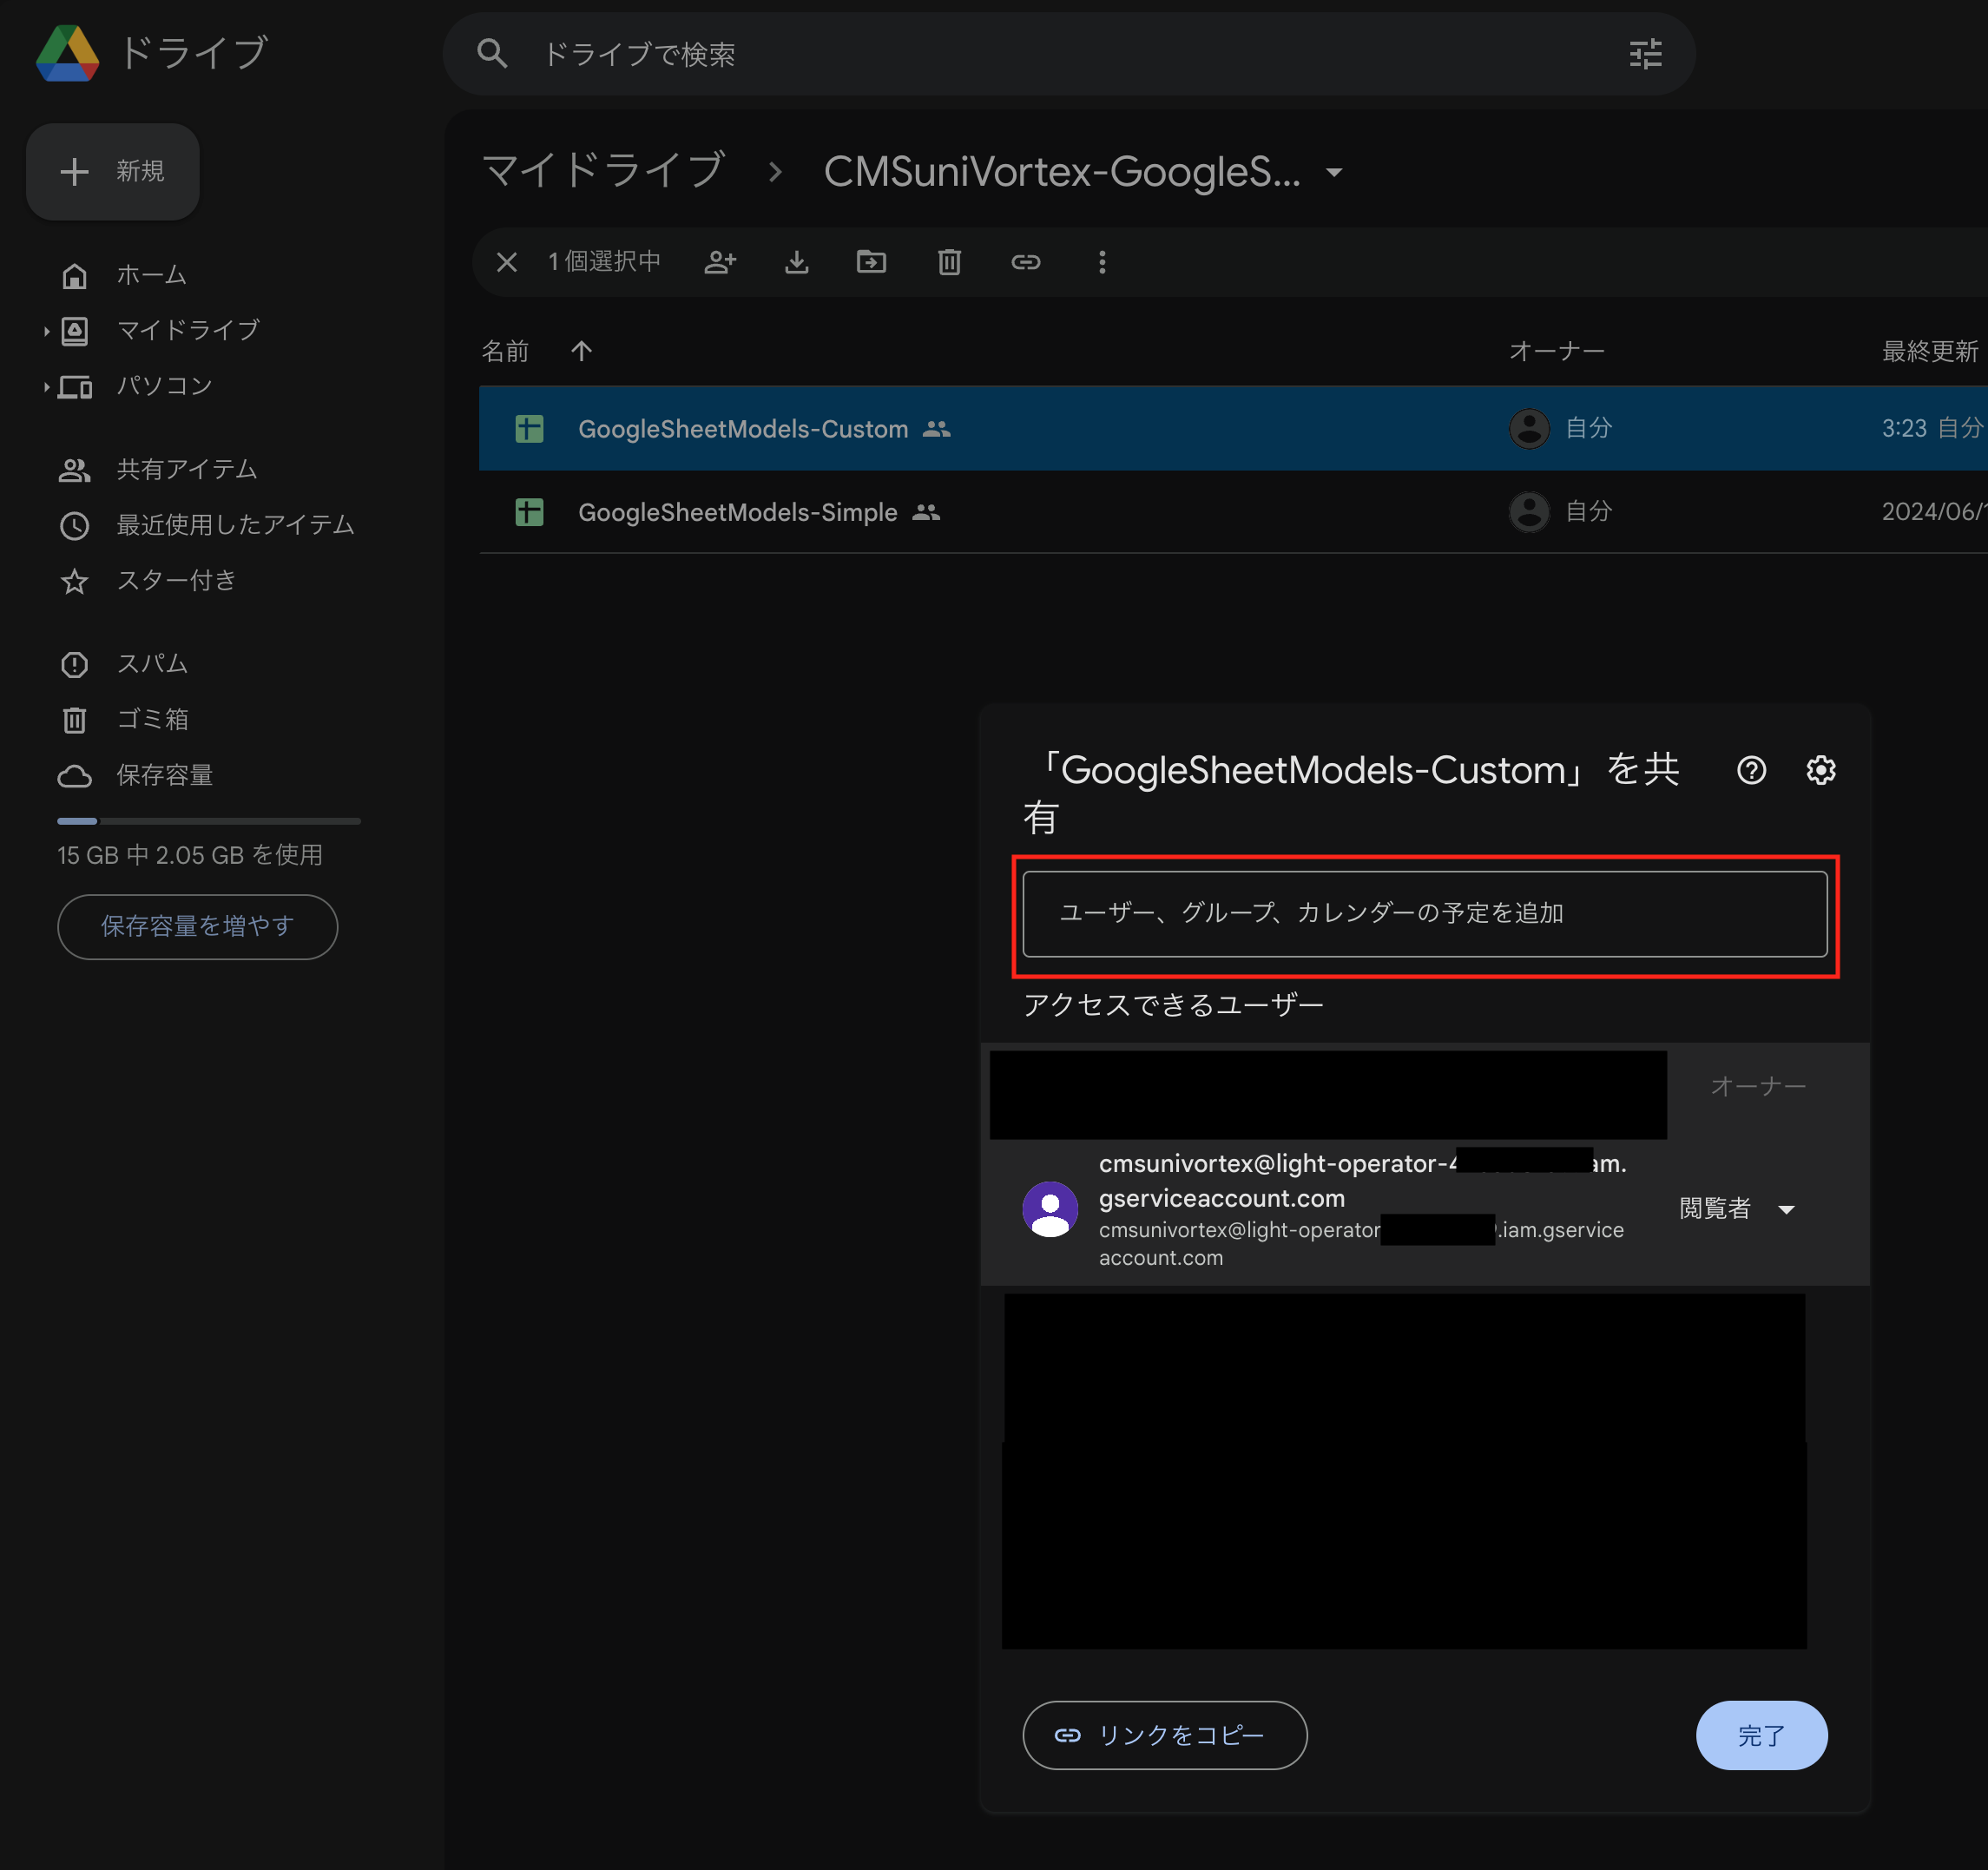 ドライブ
ドライブで検索
新規
マイドライブ
CMSuniVortex-GoogleS...
1 個選択中
ホーム
マイドライブ
パソコン
共有アイテム
最近使用したアイテム
スター付き
スパム
ゴミ箱
保存容量
15 GB 中 2.05 GB を使用
保存容量を増やす
名前
オーナー
最終更新
GoogleSheetModels-Custom
自分
3:23 自分
GoogleSheetModels-Simple
自分
2024/06/
「GoogleSheetModels-Custom」を共
有
ユーザー、グループ、カレンダーの予定を追加
アクセスできるユーザー
オーナー
cmsunivortex@light-operator-4 am.
gserviceaccount.com
cmsunivortex@light-operator .iam.gservice
account.com
閲覧者
リンクをコピー
完了